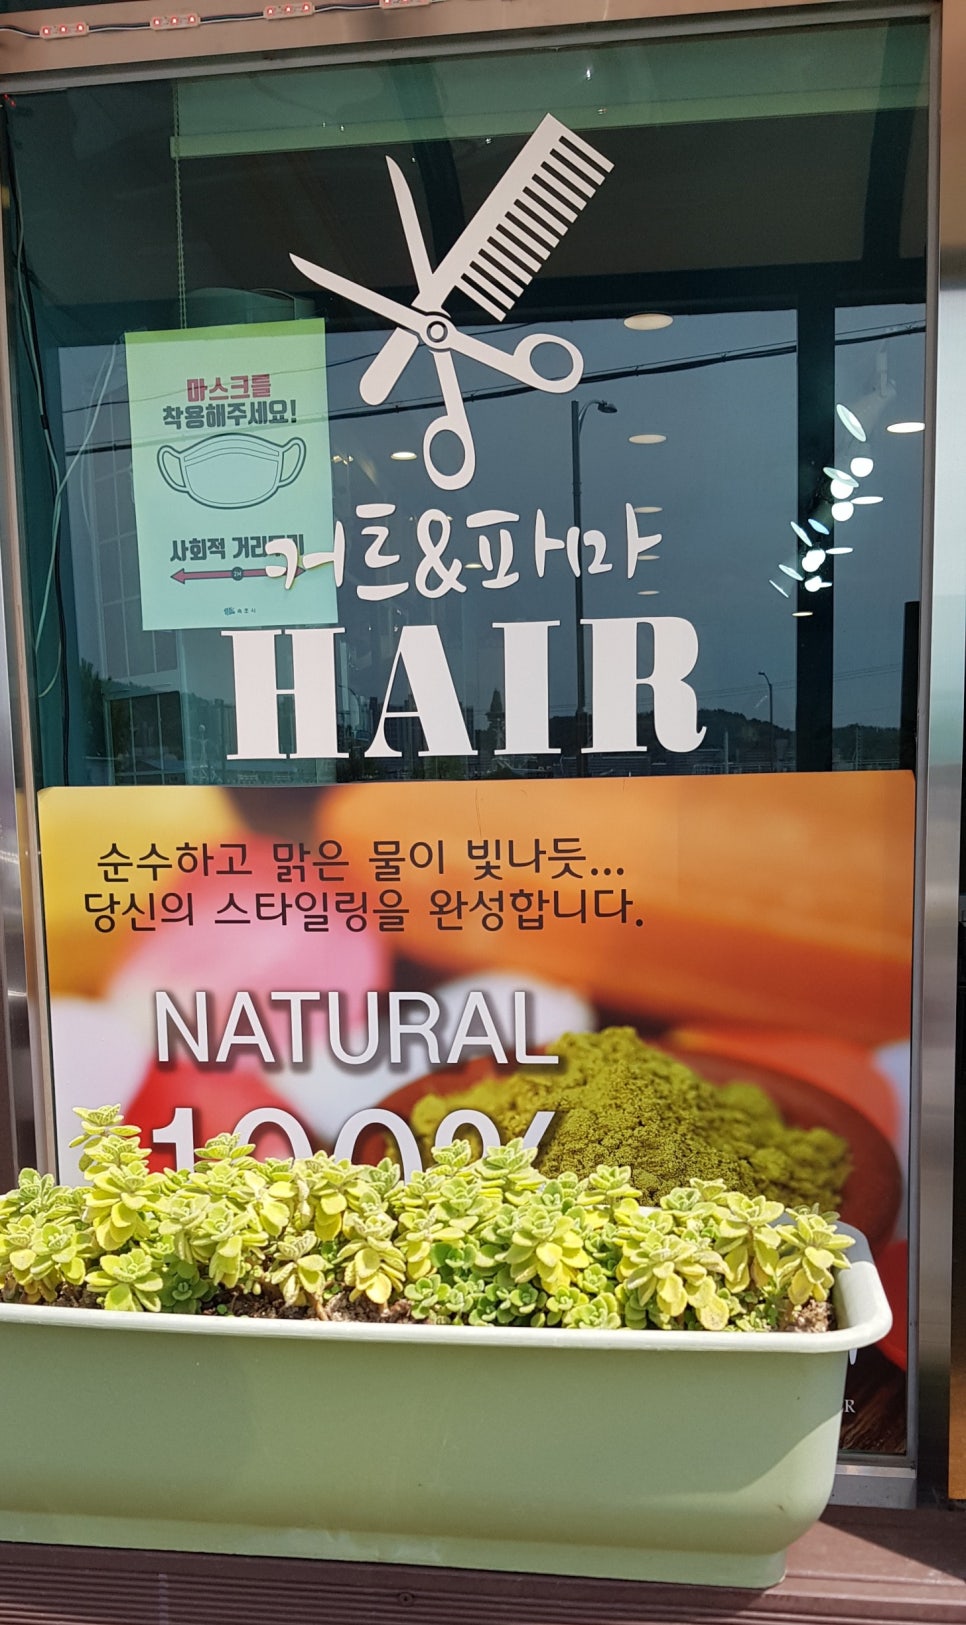 마스크를
착용해주세요!
사회적 거리두기
2M
커트&파마
HAIR
순수하고 맑은 물이 빛나듯...
당신의 스타일링을 완성합니다.
NATURAL
100%